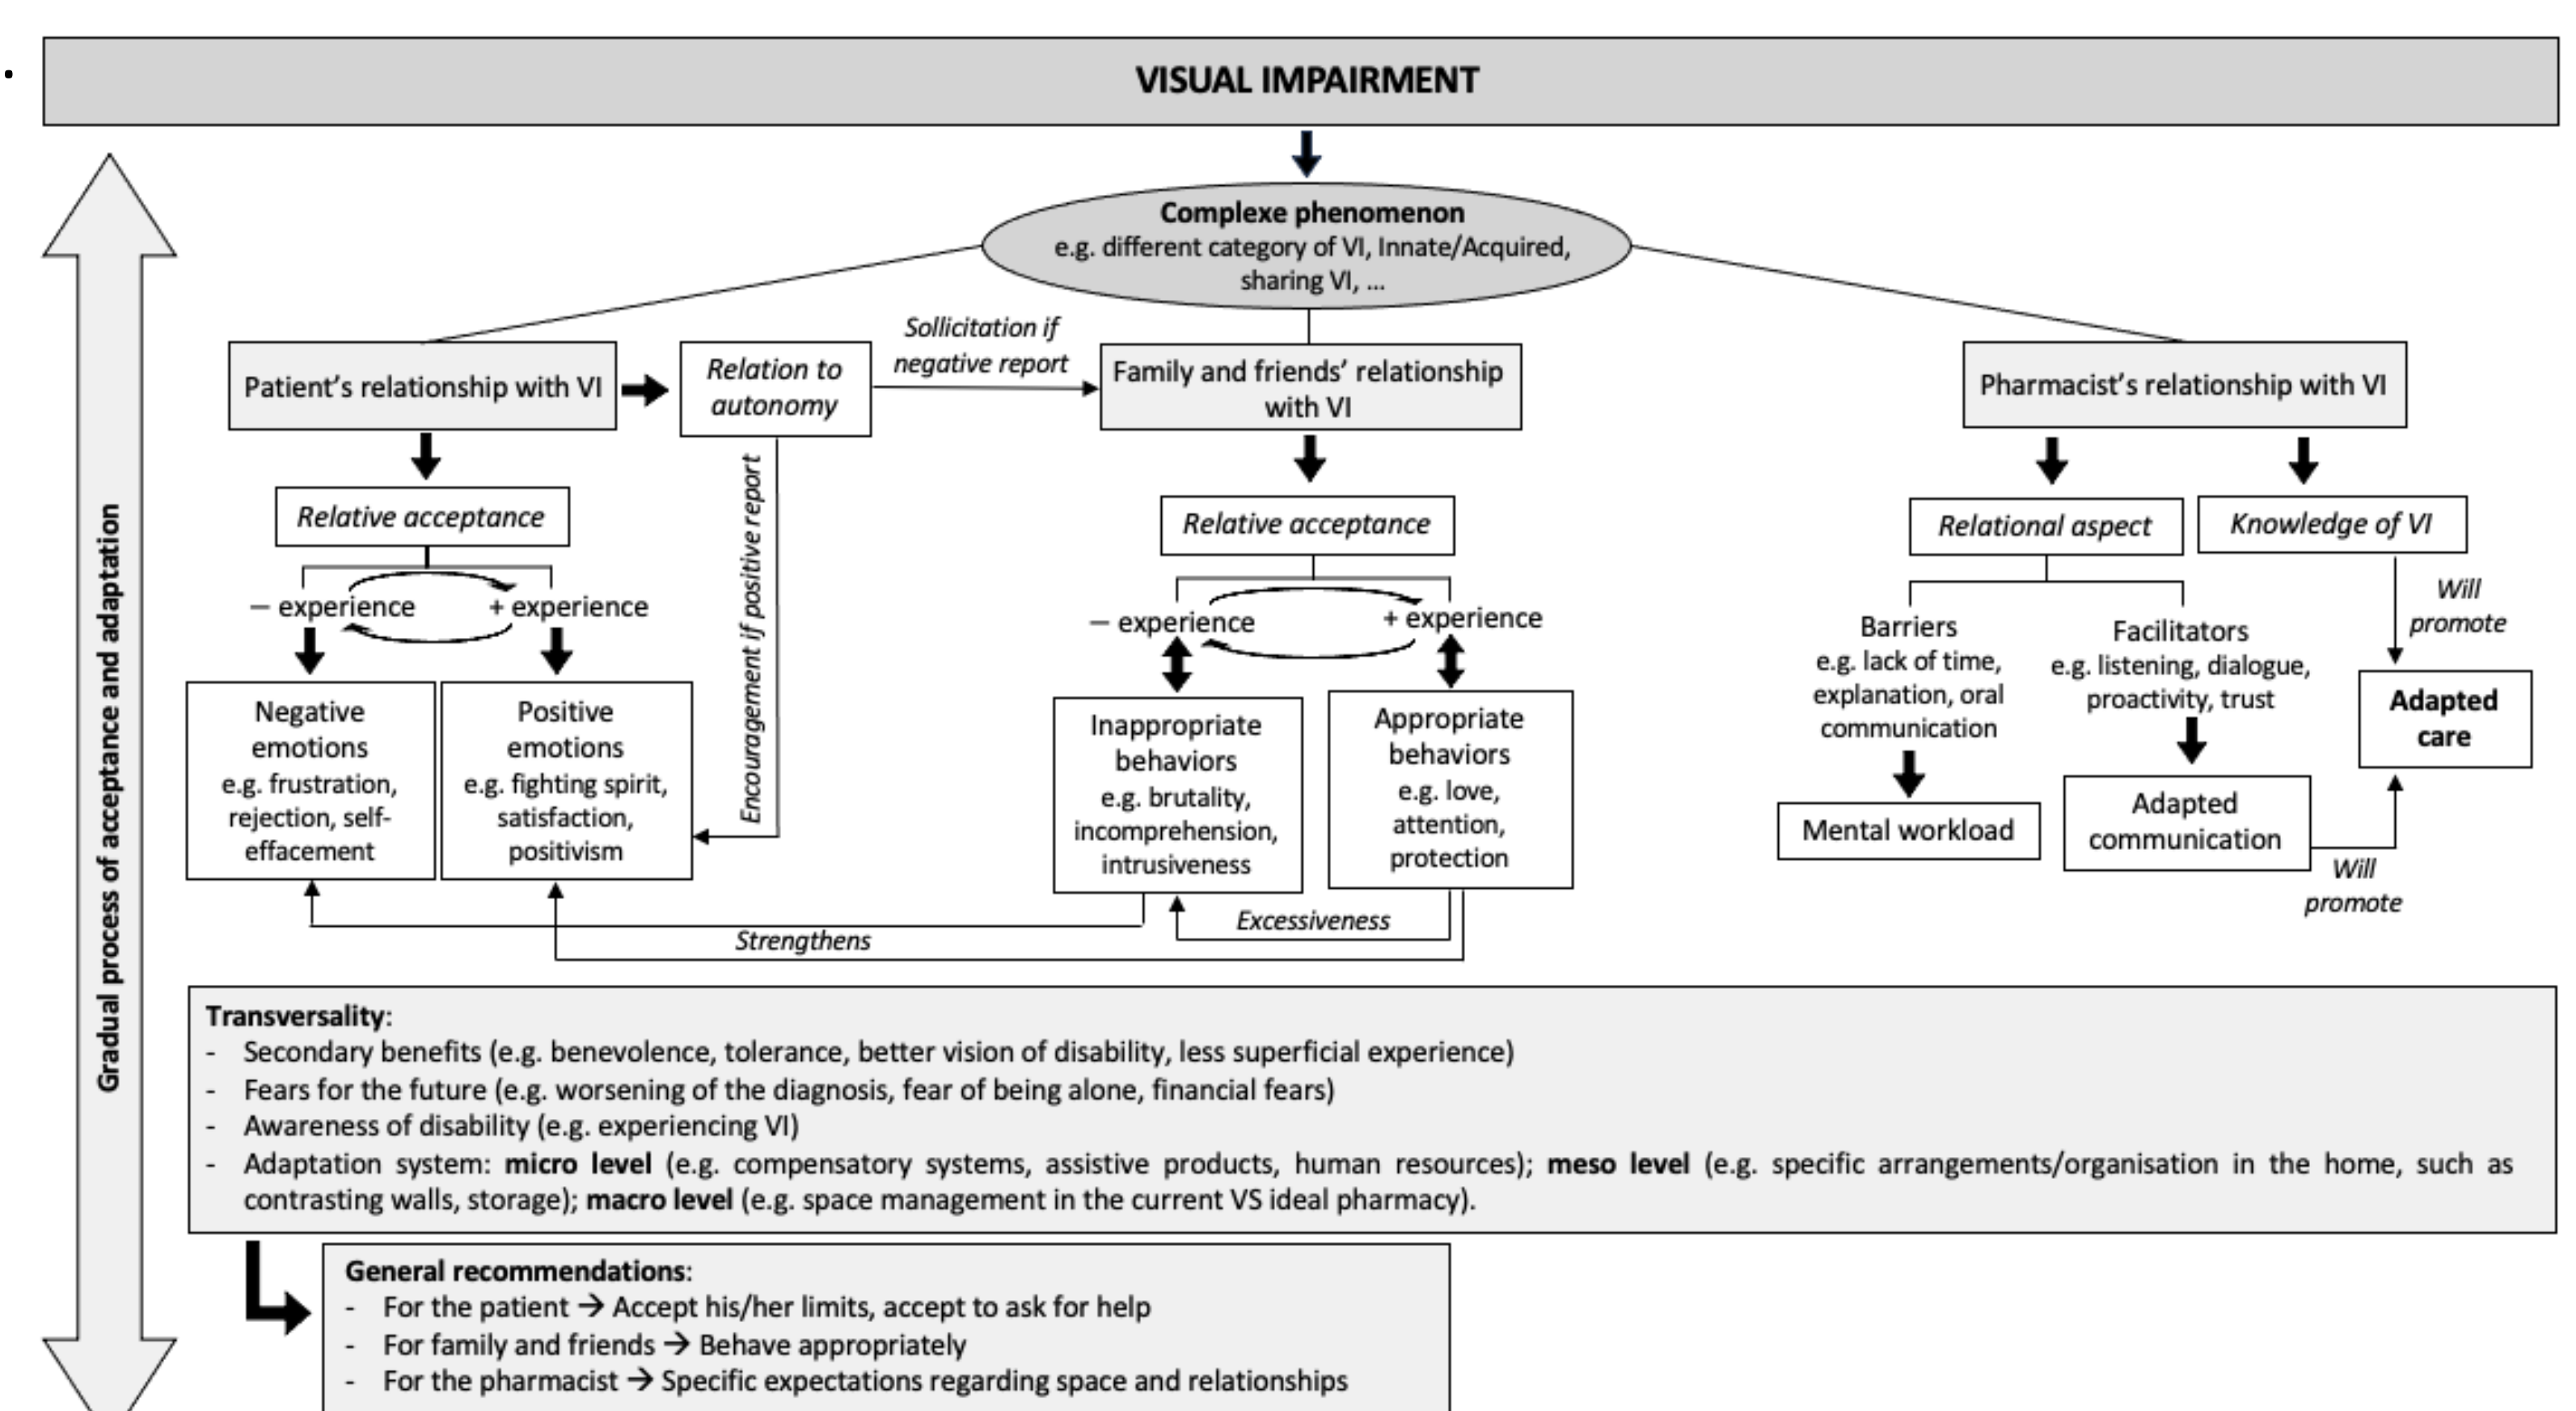 VISUAL IMPAIRMENT
Complexe phenomenon
e.g. different category of VI, Innate/Acquired,
sharing VI, ...
Patient's relationship with VI
Relation to
autonomy
Sollicitation if
negative report
Family and friends' relationship
with VI
Pharmacist's relationship with VI
Gradual process of acceptance and adaptation
Relative acceptance
− experience
+ experience
Negative
emotions
e.g. frustration,
rejection, self-
effacement
Positive
emotions
e.g. fighting spirit,
satisfaction,
positivism
Encouragement if positive report
Relative acceptance
− experience
+ experience
Inappropriate
behaviors
e.g. brutality,
incomprehension,
intrusiveness
Appropriate
behaviors
e.g. love,
attention,
protection
Excessiveness
Strengthens
Relational aspect
Knowledge of VI
Barriers
e.g. lack of time,
explanation, oral
communication
Mental workload
Facilitators
e.g. listening, dialogue,
proactivity, trust
Adapted
communication
Will
promote
Adapted
care
Will
promote
Transversality:
- Secondary benefits (e.g. benevolence, tolerance, better vision of disability, less superficial experience)
- Fears for the future (e.g. worsening of the diagnosis, fear of being alone, financial fears)
- Awareness of disability (e.g. experiencing VI)
- Adaptation system: micro level (e.g. compensatory systems, assistive products, human resources); meso level (e.g. specific arrangements/organisation in the home, such as
contrasting walls, storage); macro level (e.g. space management in the current VS ideal pharmacy).
General recommendations:
- For the patient → Accept his/her limits, accept to ask for help
- For family and friends → Behave appropriately
- For the pharmacist → Specific expectations regarding space and relationships